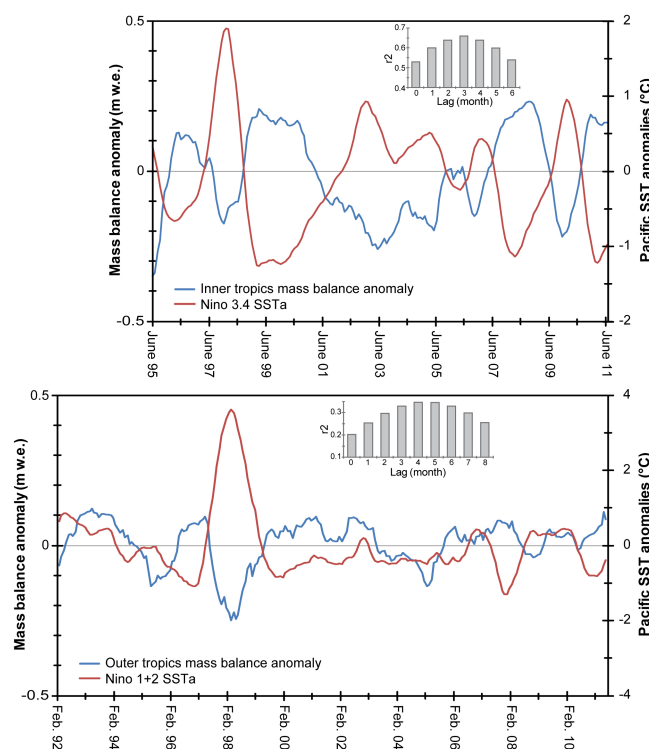 0.5
0
-0.5
Mass balance anomaly (m w.e.)
2
1
0
-1
-2
Pacific SST anomalies (°C)
0.7
0.6
0.5
0.4
r2
0 1 2 3 4 5 6
Lag (month)
Inner tropics mass balance anomaly
Nino 3.4 SSTa
June 95
June 97
June 99
June 01
June 03
June 05
June 07
June 09
June 11
0.5
0
-0.5
Mass balance anomaly (m w.e.)
4
2
0
-2
-4
Pacific SST anomalies (°C)
0.3
0.2
0.1
r2
0 1 2 3 4 5 6 7 8
Lag (month)
Outer tropics mass balance anomaly
Nino 1+2 SSTa
Feb. 92
Feb. 94
Feb. 96
Feb. 98
Feb. 00
Feb. 02
Feb. 04
Feb. 06
Feb. 08
Feb. 10